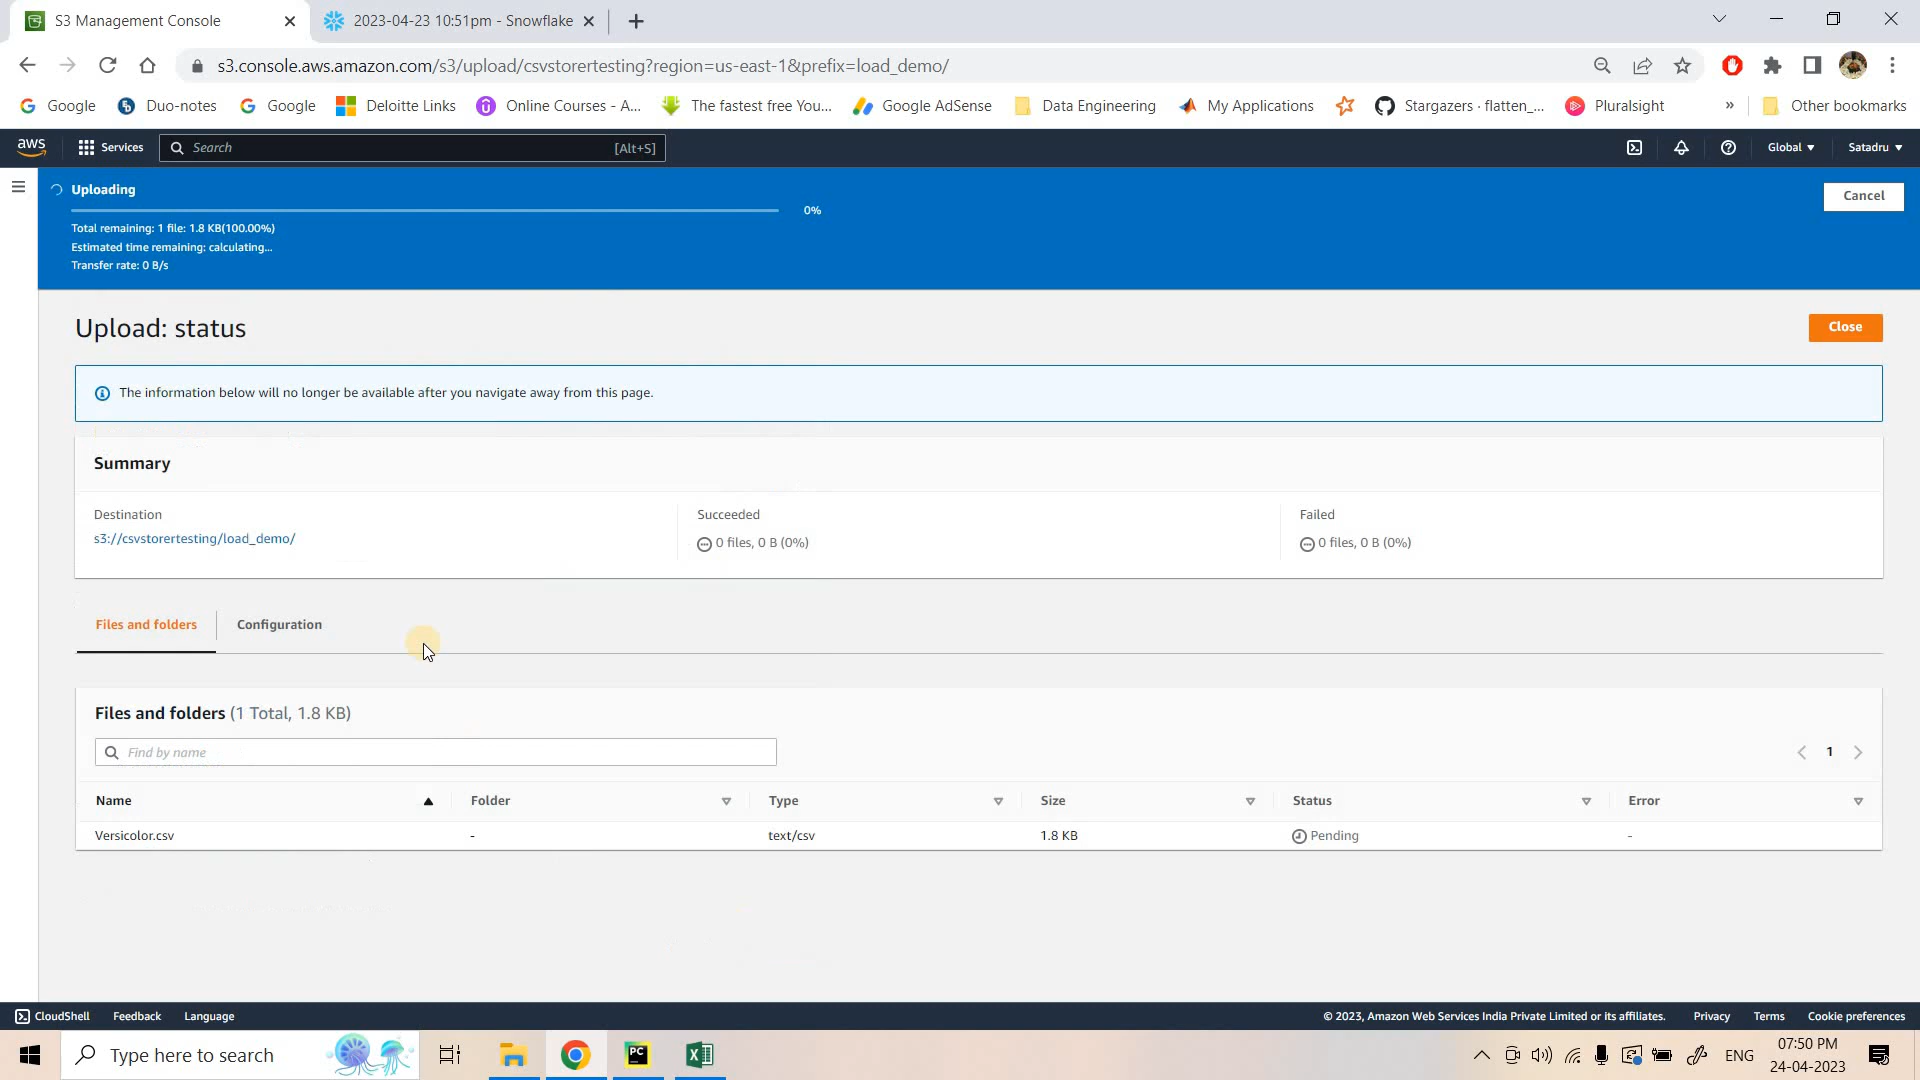 S3 Management Console
2023-04-23 10:51pm - Snowflake
s3.console.aws.amazon.com/s3/upload/csvstorertesting?region=us-east-1&prefix=load_demo/
Google
Duo-notes
Google
Deloitte Links
Online Courses - A...
The fastest free You...
Google AdSense
Data Engineering
My Applications
Stargazers · flatten_...
Pluralsight
»
Other bookmarks
aws
Services
Search
[Alt+S]
Global
Satadru
Uploading
0%
Cancel
Total remaining: 1 file: 1.8 KB(100.00%)
Estimated time remaining: calculating...
Transfer rate: 0 B/s
Upload: status
Close
The information below will no longer be available after you navigate away from this page.
Summary
Destination
s3://csvstorertesting/load_demo/
Succeeded
0 files, 0 B (0%)
Failed
0 files, 0 B (0%)
Files and folders
Configuration
Files and folders (1 Total, 1.8 KB)
Find by name
1
Name Folder Type Size Status Error
Versicolor.csv - text/csv 1.8 KB Pending -
CloudShell
Feedback
Language
© 2023, Amazon Web Services India Private Limited or its affiliates.
Privacy
Terms
Cookie preferences
Type here to search
PC
ENG
07:50 PM
24-04-2023